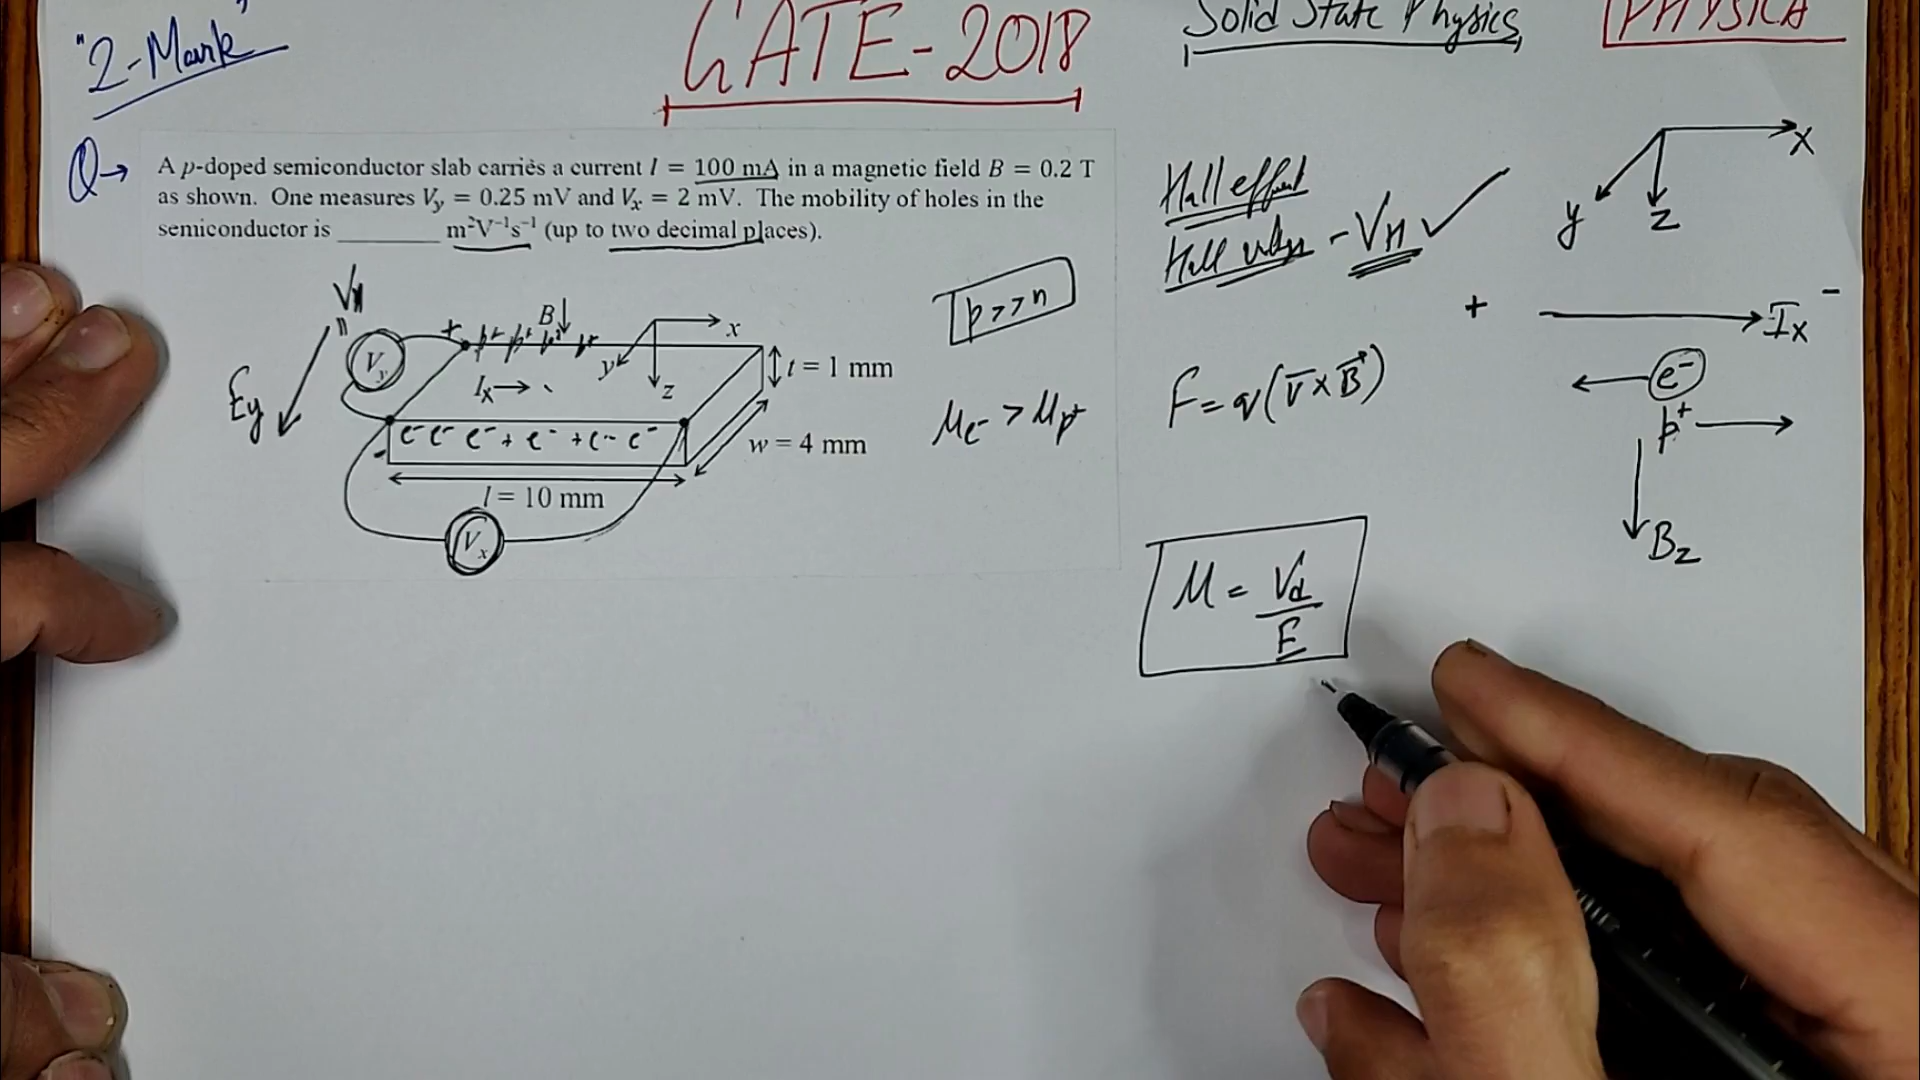 "2-Mark"
GATE-2018
Solid State Physics
PHYSICA
Q→
A p-doped semiconductor slab carries a current I = 100 mA in a magnetic field B = 0.2 T
as shown. One measures Vy = 0.25 mV and Vx = 2 mV. The mobility of holes in the
semiconductor is ________ m²V⁻¹s⁻¹ (up to two decimal places).
VH
"
Vy
+
p+ p+ p+ p+
B
x
y
z
Ix
t = 1 mm
w = 4 mm
Ey
e- e- e- + e- + e- e-
-
l = 10 mm
Vx
p>>n
μe- > μp+
Hall effect
Hall voltage - VH
F = q(v×B)
μ = Vd/E
x
y
z
+ Ix -
e-
p+
Bz